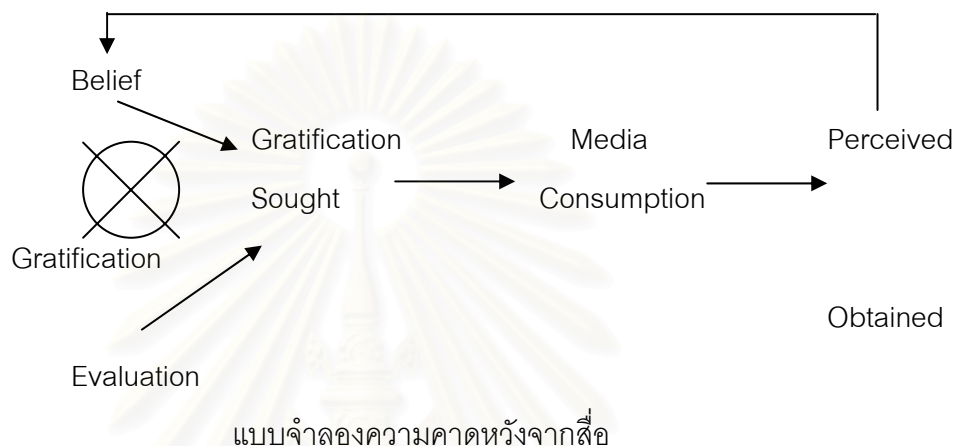 Belief
Gratification Media Perceived
Sought Consumption
Gratification
Obtained
Evaluation
แบบจำลองความคาดหวังจากสื่อ